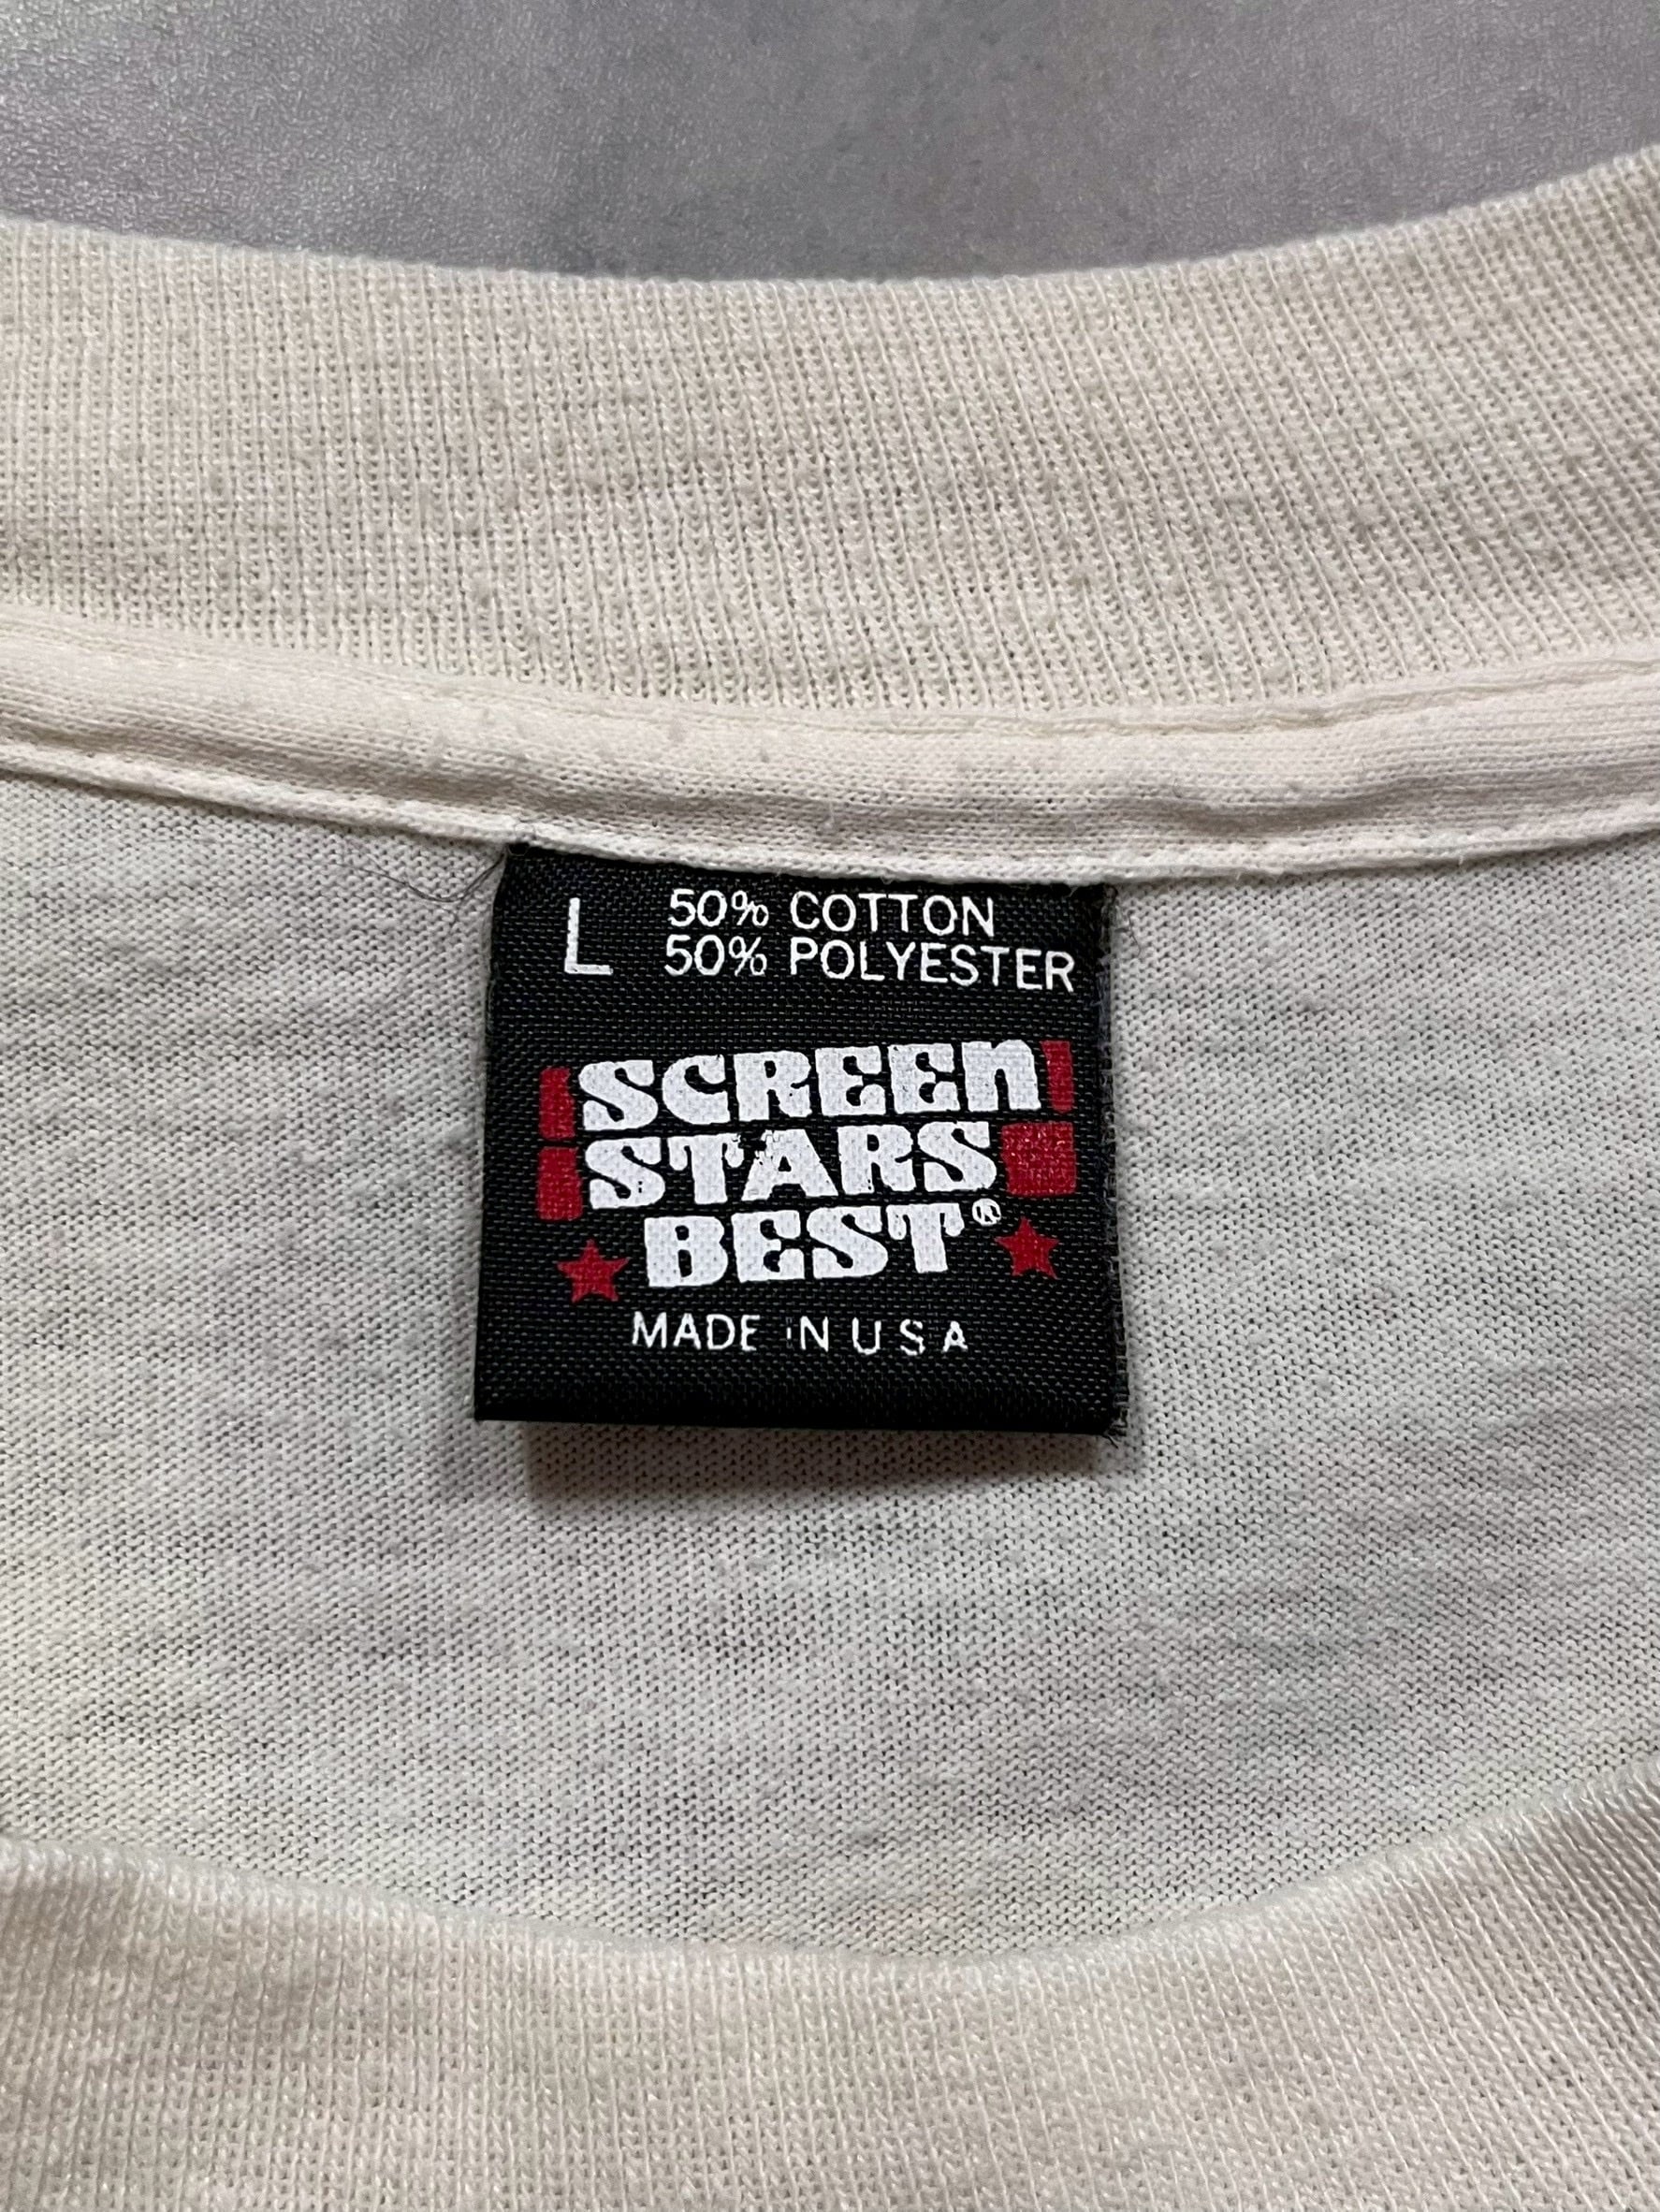 L 50% COTTON
50% POLYESTER
SCREEn
STARS
BEST®
MADE IN U S A